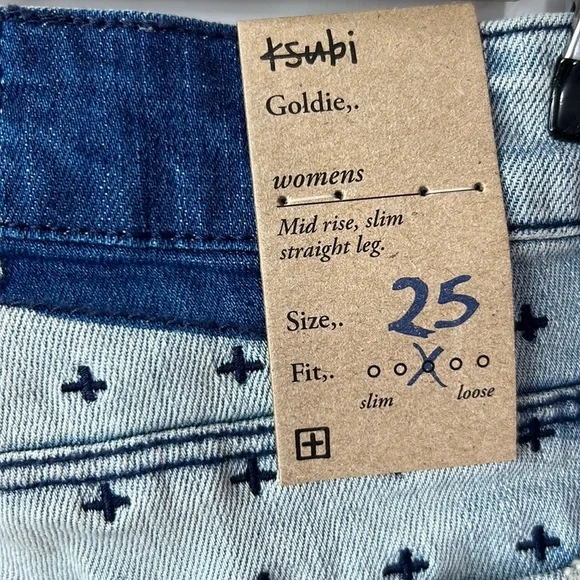 ksubi
Goldie,.
womens
Mid rise, slim
straight leg.
Size,. 25
Fit,.
slim loose